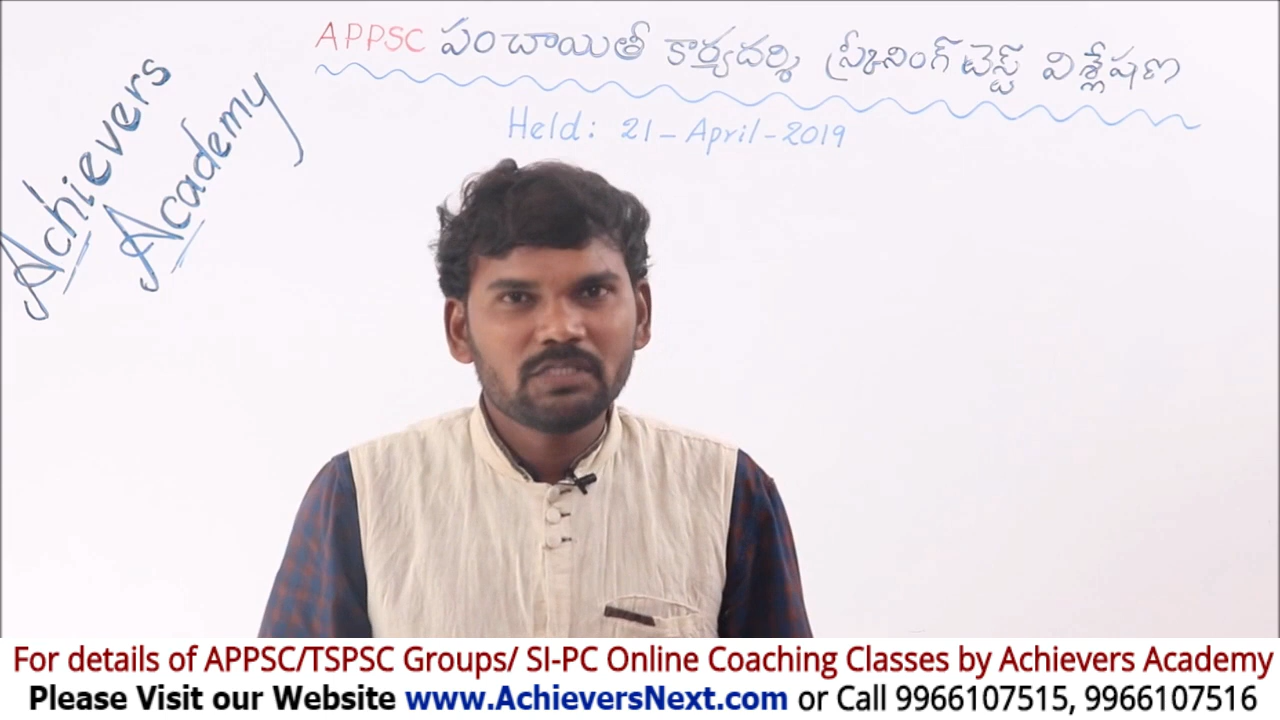 Achievers
Academy
APPSC పంచాయితీ కార్యదర్శి స్క్రీనింగ్ టెస్ట్ విశ్లేషణ
Held: 21-April-2019
For details of APPSC/TSPSC Groups/ SI-PC Online Coaching Classes by Achievers Academy
Please Visit our Website www.AchieversNext.com or Call 9966107515, 9966107516